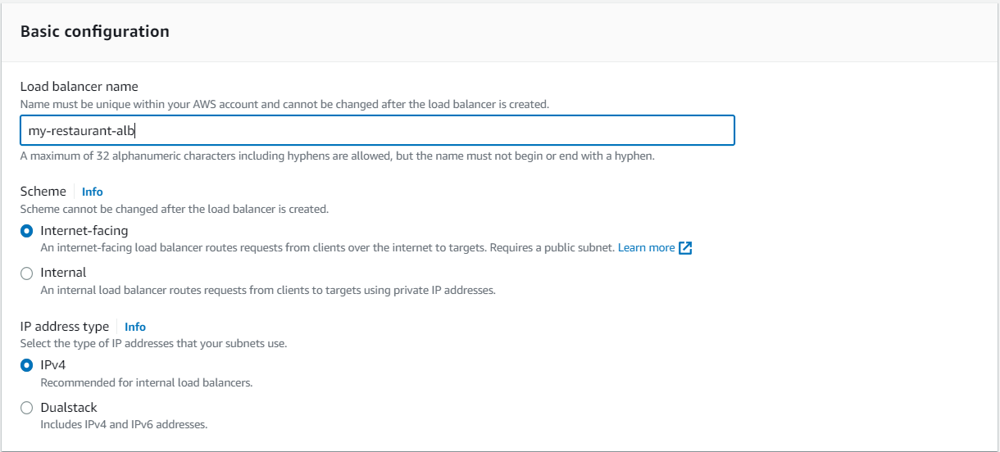 Basic configuration
Load balancer name
Name must be unique within your AWS account and cannot be changed after the load balancer is created.
my-restaurant-alb
A maximum of 32 alphanumeric characters including hyphens are allowed, but the name must not begin or end with a hyphen.
Scheme Info
Scheme cannot be changed after the load balancer is created.
Internet-facing
An internet-facing load balancer routes requests from clients over the internet to targets. Requires a public subnet. Learn more
Internal
An internal load balancer routes requests from clients to targets using private IP addresses.
IP address type Info
Select the type of IP addresses that your subnets use.
IPv4
Recommended for internal load balancers.
Dualstack
Includes IPv4 and IPv6 addresses.